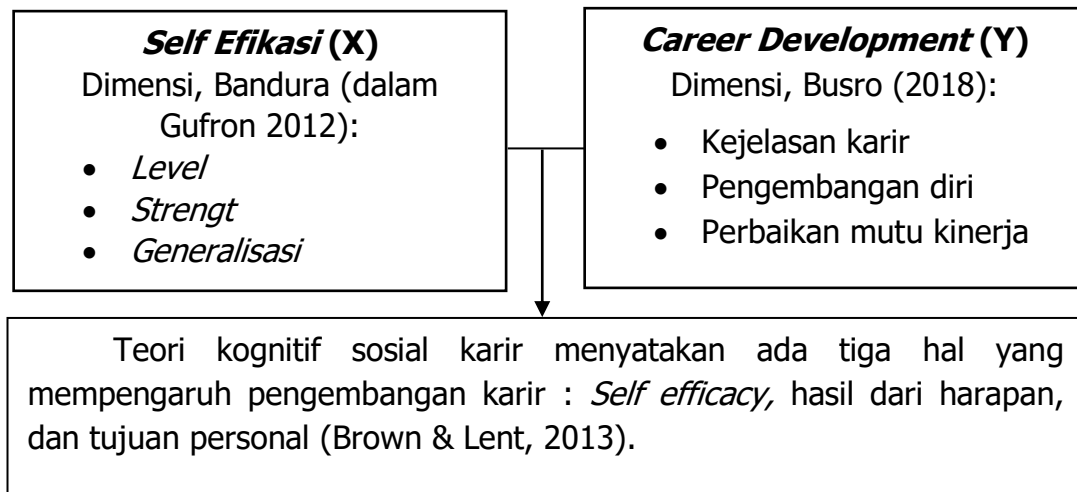 Self Efikasi (X)
Dimensi, Bandura (dalam
Gufron 2012):
• Level
• Strengt
• Generalisasi
Career Development (Y)
Dimensi, Busro (2018):
• Kejelasan karir
• Pengembangan diri
• Perbaikan mutu kinerja
Teori kognitif sosial karir menyatakan ada tiga hal yang
mempengaruh pengembangan karir : Self efficacy, hasil dari harapan,
dan tujuan personal (Brown & Lent, 2013).